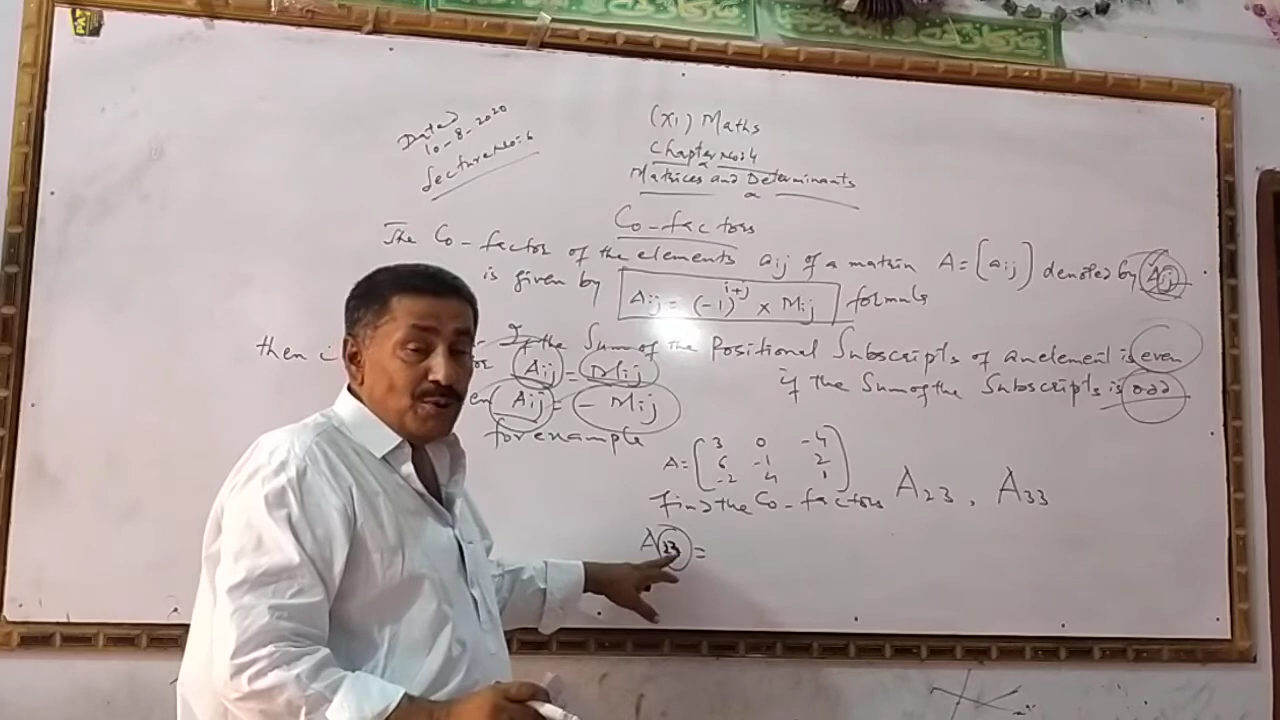 Dated
10-8-2020
Lecture No:6
(XI) Maths
Chapter No:4
Matrices and Determinants
Co-factors
The Co-factor of the elements aij of a matrix A=[aij] denoted by Aij
is given by Aij = (-1)^i+j × Mij formula
then i If the Sum of the Positional Subscripts of an element is even
Aij = Mij if the Sum of the Subscripts is odd
Aij = - Mij
for example
A= [ 3 0 -4
6 -1 2
-2 4 1 ]
find the Co-factors A23, A33
A23 =